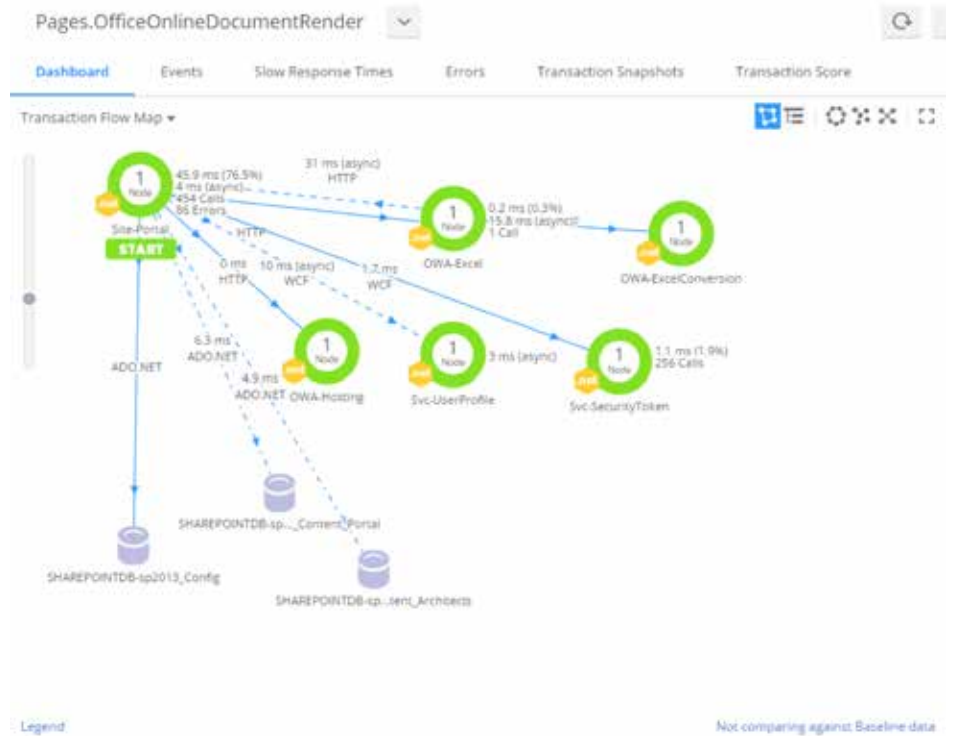 Pages.OfficeOnlineDocumentRender
Dashboard
Events
Slow Response Times
Errors
Transaction Snapshots
Transaction Score
Transaction Flow Map
1
Node
45.9 ms (76.5%)
4 ms (async)
454 Calls
Errors
Site-Portal
START
31 ms (async)
HTTP
1
Node
0.2 ms (0.3%)
15.8 ms (async)
1 Call
OWA-Excel
1
Node
OWA-ExcelConversion
HTTP
0 ms
HTTP
10 ms (async)
WCF
1.7 ms
WCF
6.3 ms
ADO.NET
ADO.NET
4.9 ms
ADO.NET
1
Node
OWA-Hosting
1
Node
3 ms (async)
Svc-UserProfile
1
Node
1.1 ms (1.9%)
256 Calls
Svc-SecurityToken
SHAREPOINTDB-sp..._Content_Portal
SHAREPOINTDB-sp2013_Config
SHAREPOINTDB-sp...tent_Architects
Legend
Not comparing against Baseline data